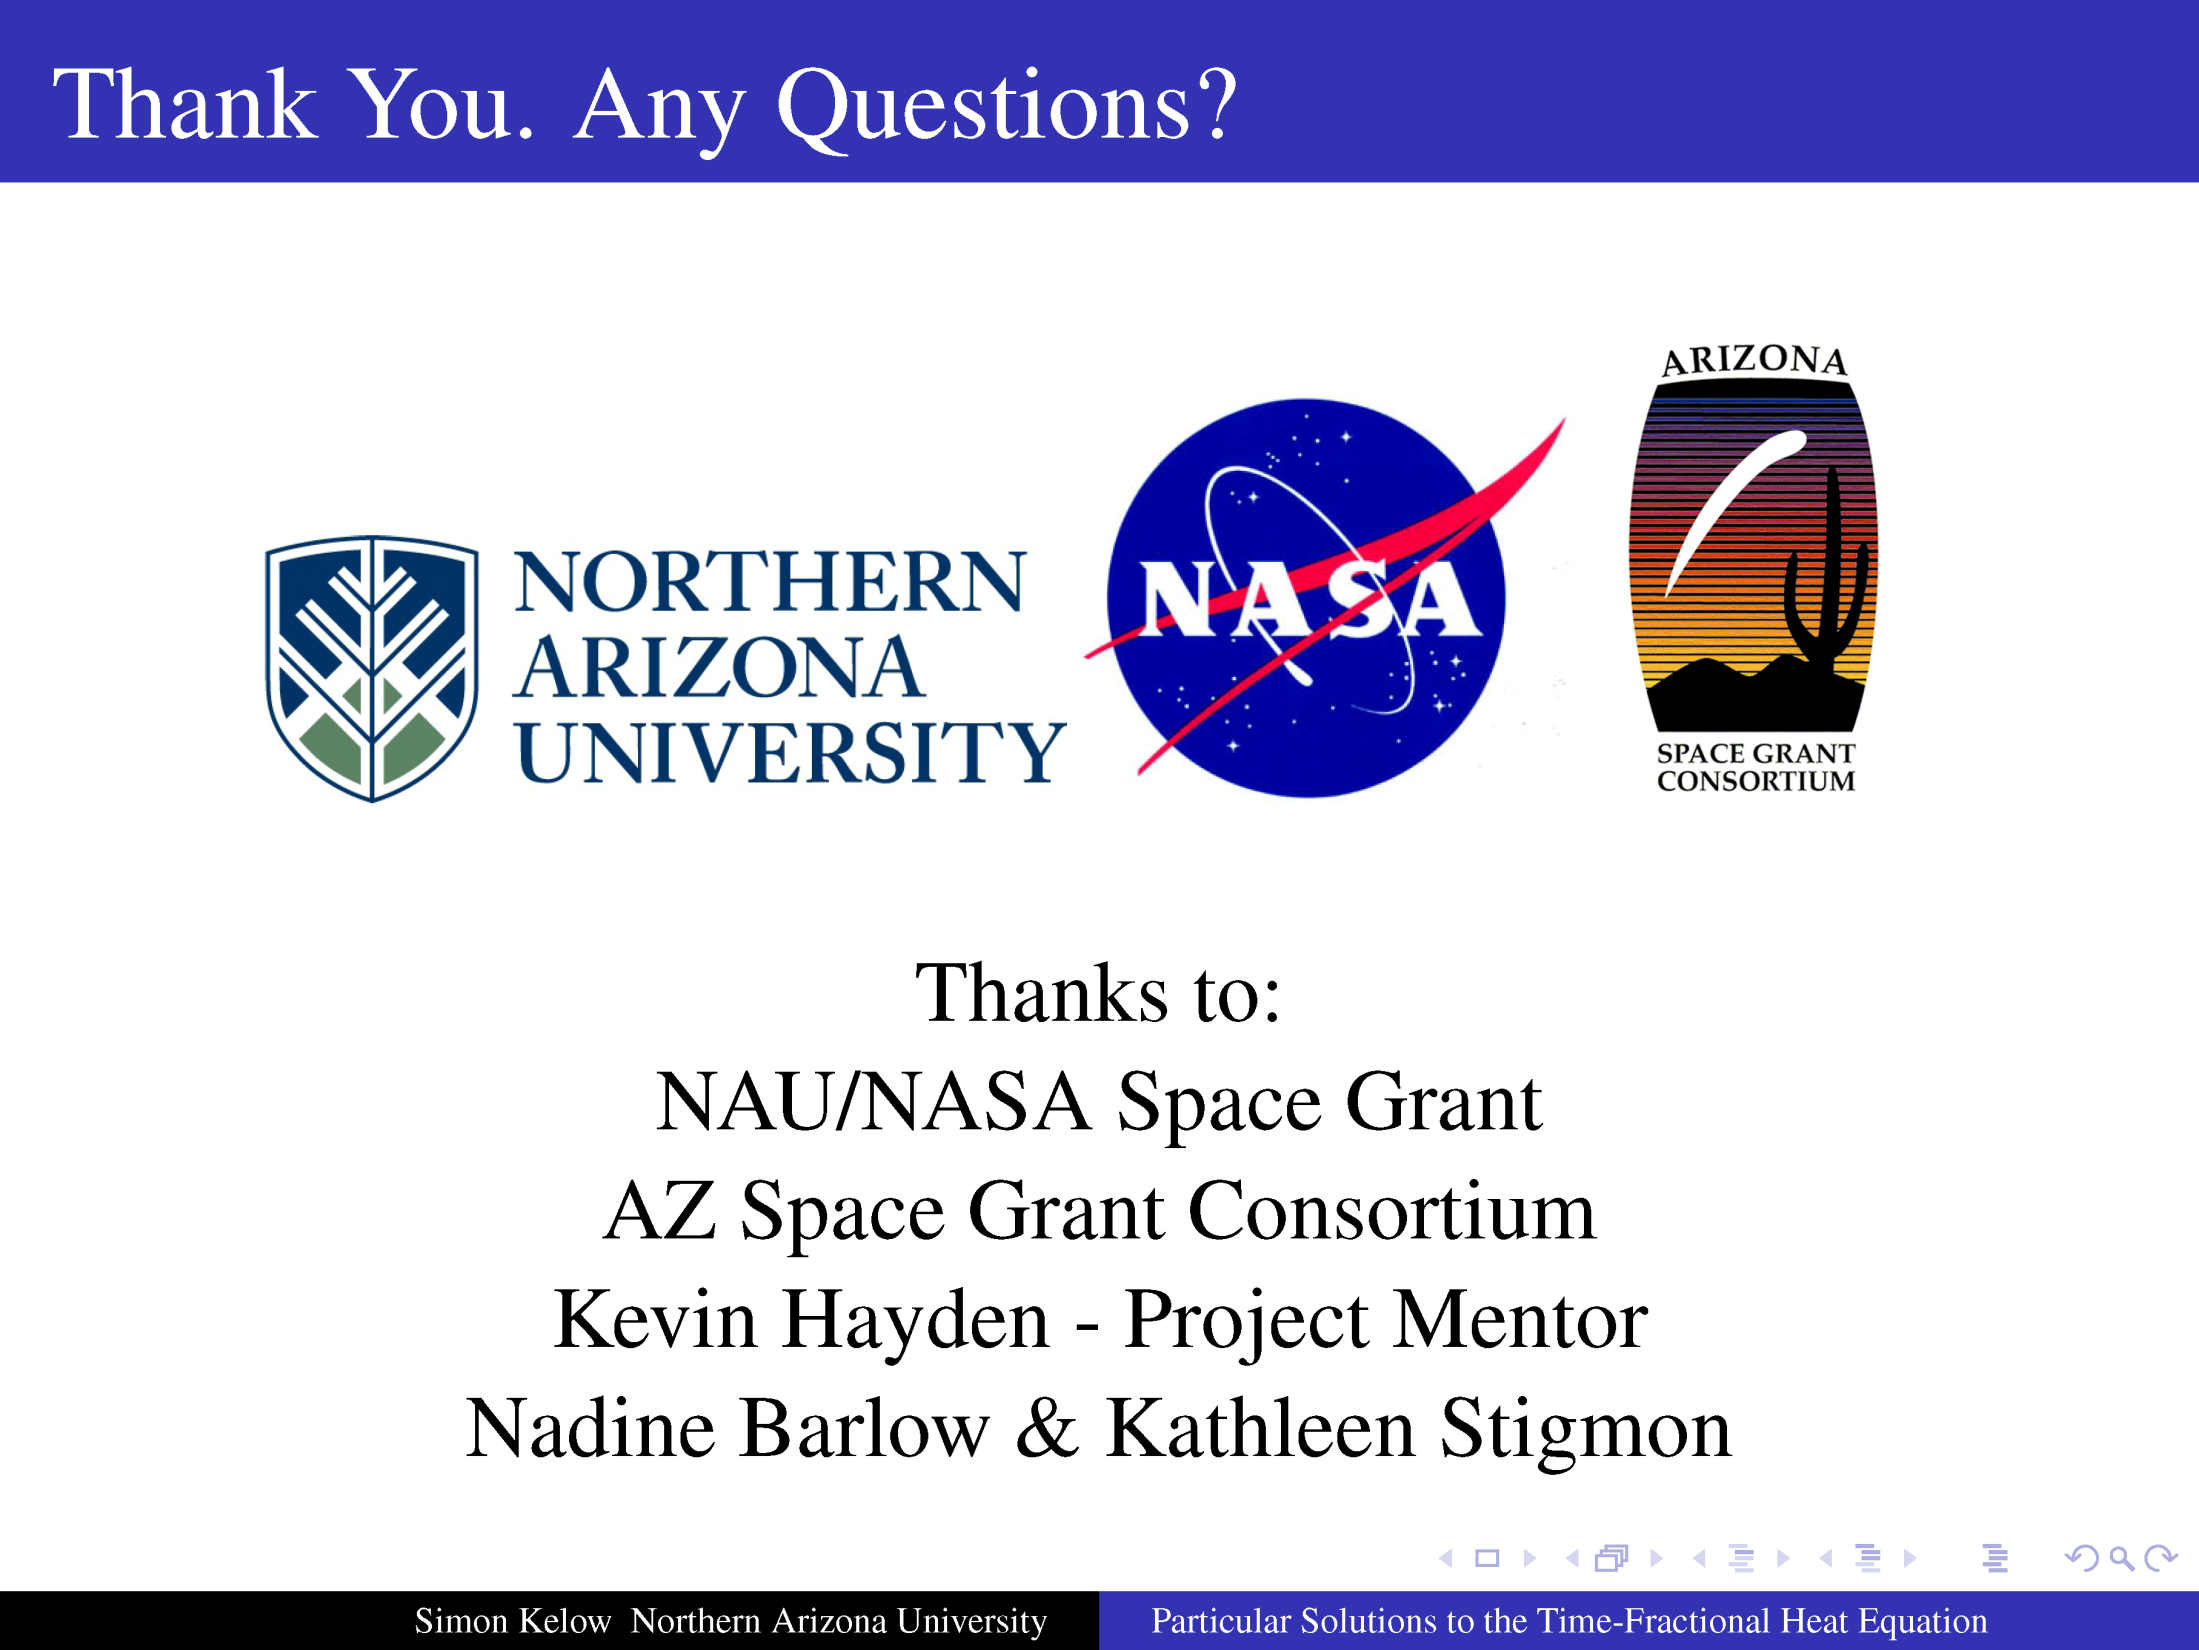 Thank You. Any Questions?
NORTHERN
ARIZONA
UNIVERSITY
NASA
ARIZONA
SPACE GRANT
CONSORTIUM
Thanks to:
NAU/NASA Space Grant
AZ Space Grant Consortium
Kevin Hayden - Project Mentor
Nadine Barlow & Kathleen Stigmon
Simon Kelow Northern Arizona University
Particular Solutions to the Time-Fractional Heat Equation